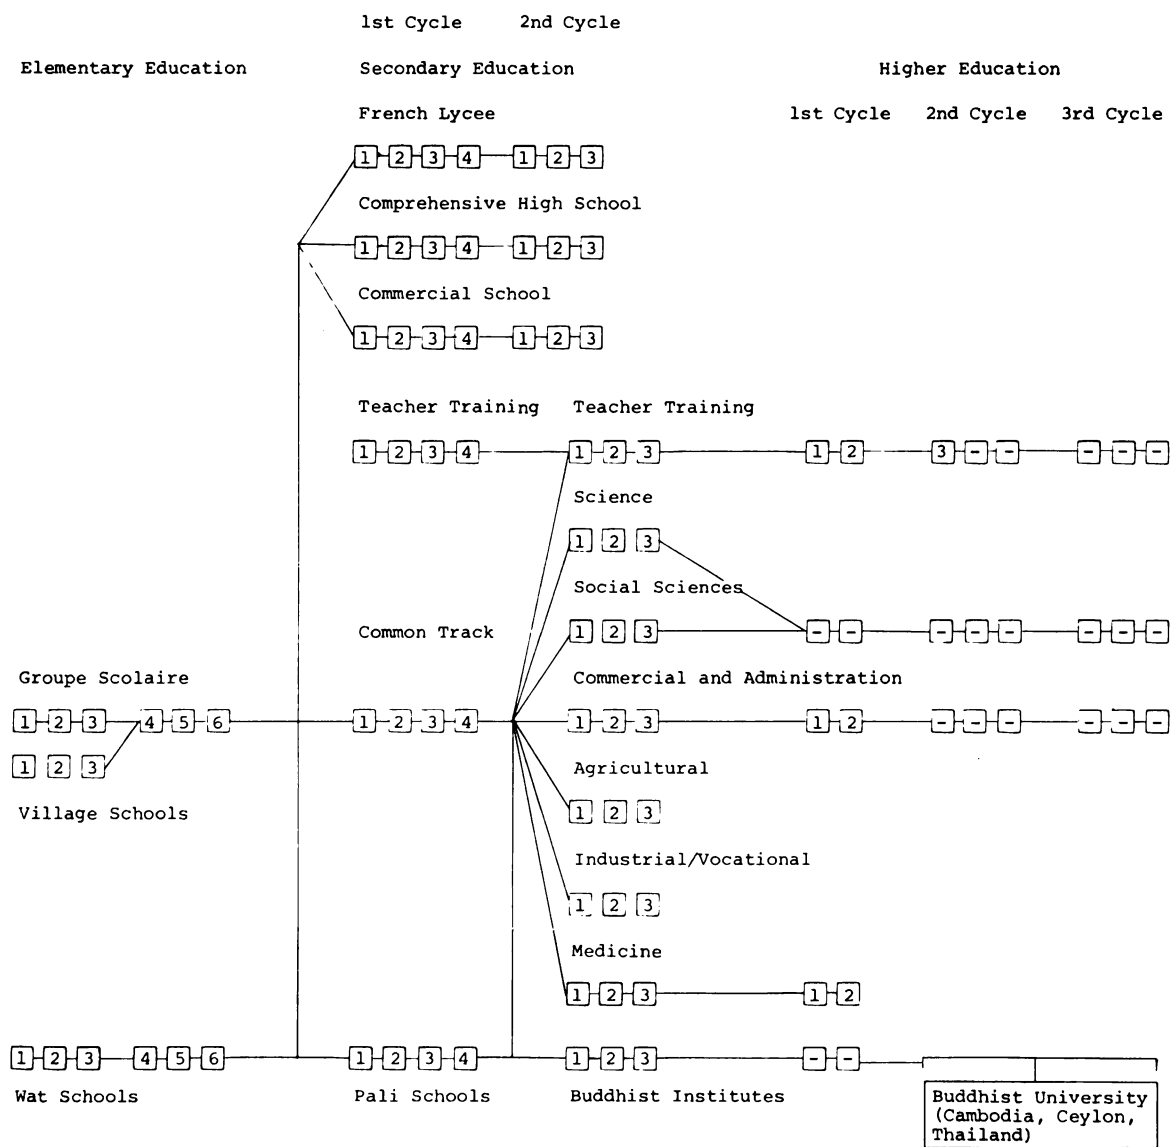 1st Cycle 2nd Cycle
Elementary Education Secondary Education Higher Education
French Lycee 1st Cycle 2nd Cycle 3rd Cycle
1 2 3 4 1 2 3
Comprehensive High School
1 2 3 4 1 2 3
Commercial School
1 2 3 4 1 2 3
Teacher Training Teacher Training
1 2 3 4 1 2 3 1 2 3 - - - - -
Science
1 2 3
Social Sciences
Common Track 1 2 3 - - - - - - - -
Groupe Scolaire Commercial and Administration
1 2 3 4 5 6 1 2 3 4 1 2 3 1 2 - - - - - -
1 2 3 Agricultural
Village Schools 1 2 3
Industrial/Vocational
1 2 3
Medicine
1 2 3 1 2
1 2 3 4 5 6 1 2 3 4 1 2 3 - -
Wat Schools Pali Schools Buddhist Institutes Buddhist University
(Cambodia, Ceylon,
Thailand)